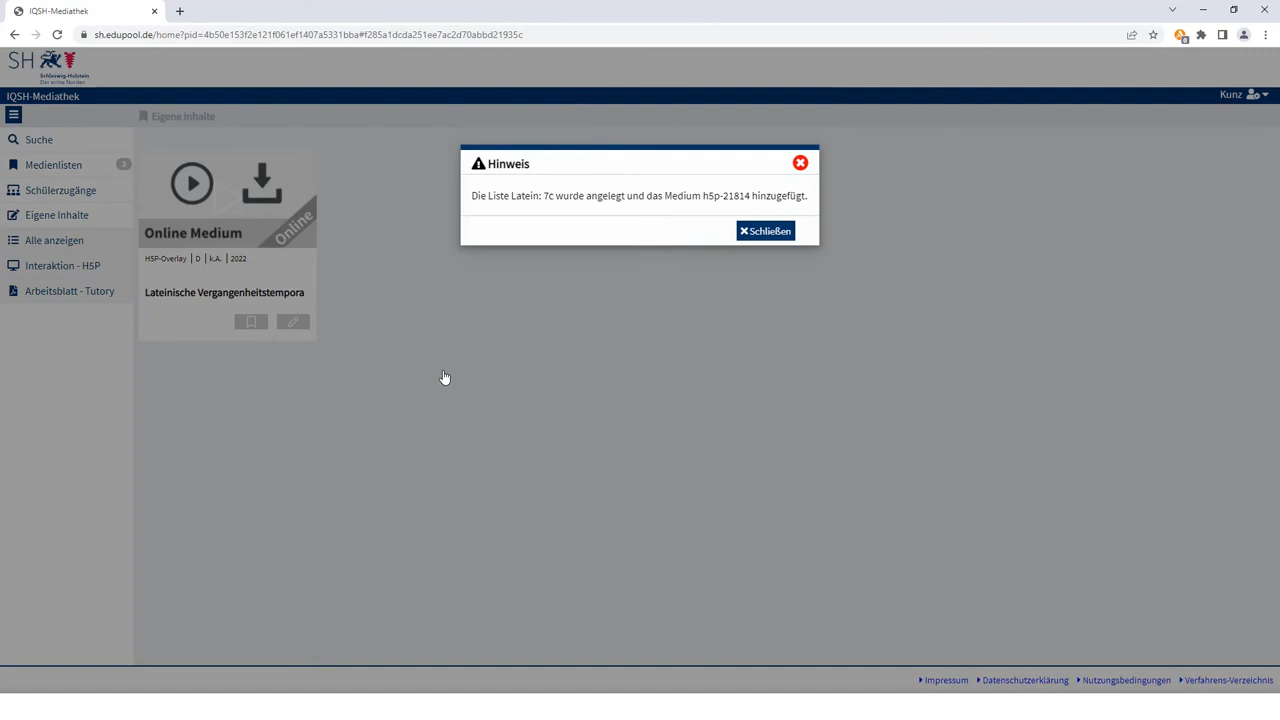 IQSH-Mediathek
sh.edupool.de/home?pid=4b50e153f2e121f061ef1407a5331bba#f285a1dcda251ee7ac2d70abbd21935c
SH
Schleswig-Holstein
Der echte Norden
IQSH-Mediathek
Kunz
Eigene Inhalte
Suche
Medienlisten 3
Schülerzugänge
Eigene Inhalte
Alle anzeigen
Interaktion - H5P
Arbeitsblatt - Tutory
Online Medium
Online
H5P-Overlay | D | k.A. | 2022
Lateinische Vergangenheitstempora
Hinweis
Die Liste Latein: 7c wurde angelegt und das Medium h5p-21814 hinzugefügt.
Schließen
Impressum Datenschutzerklärung Nutzungsbedingungen Verfahrens-Verzeichnis